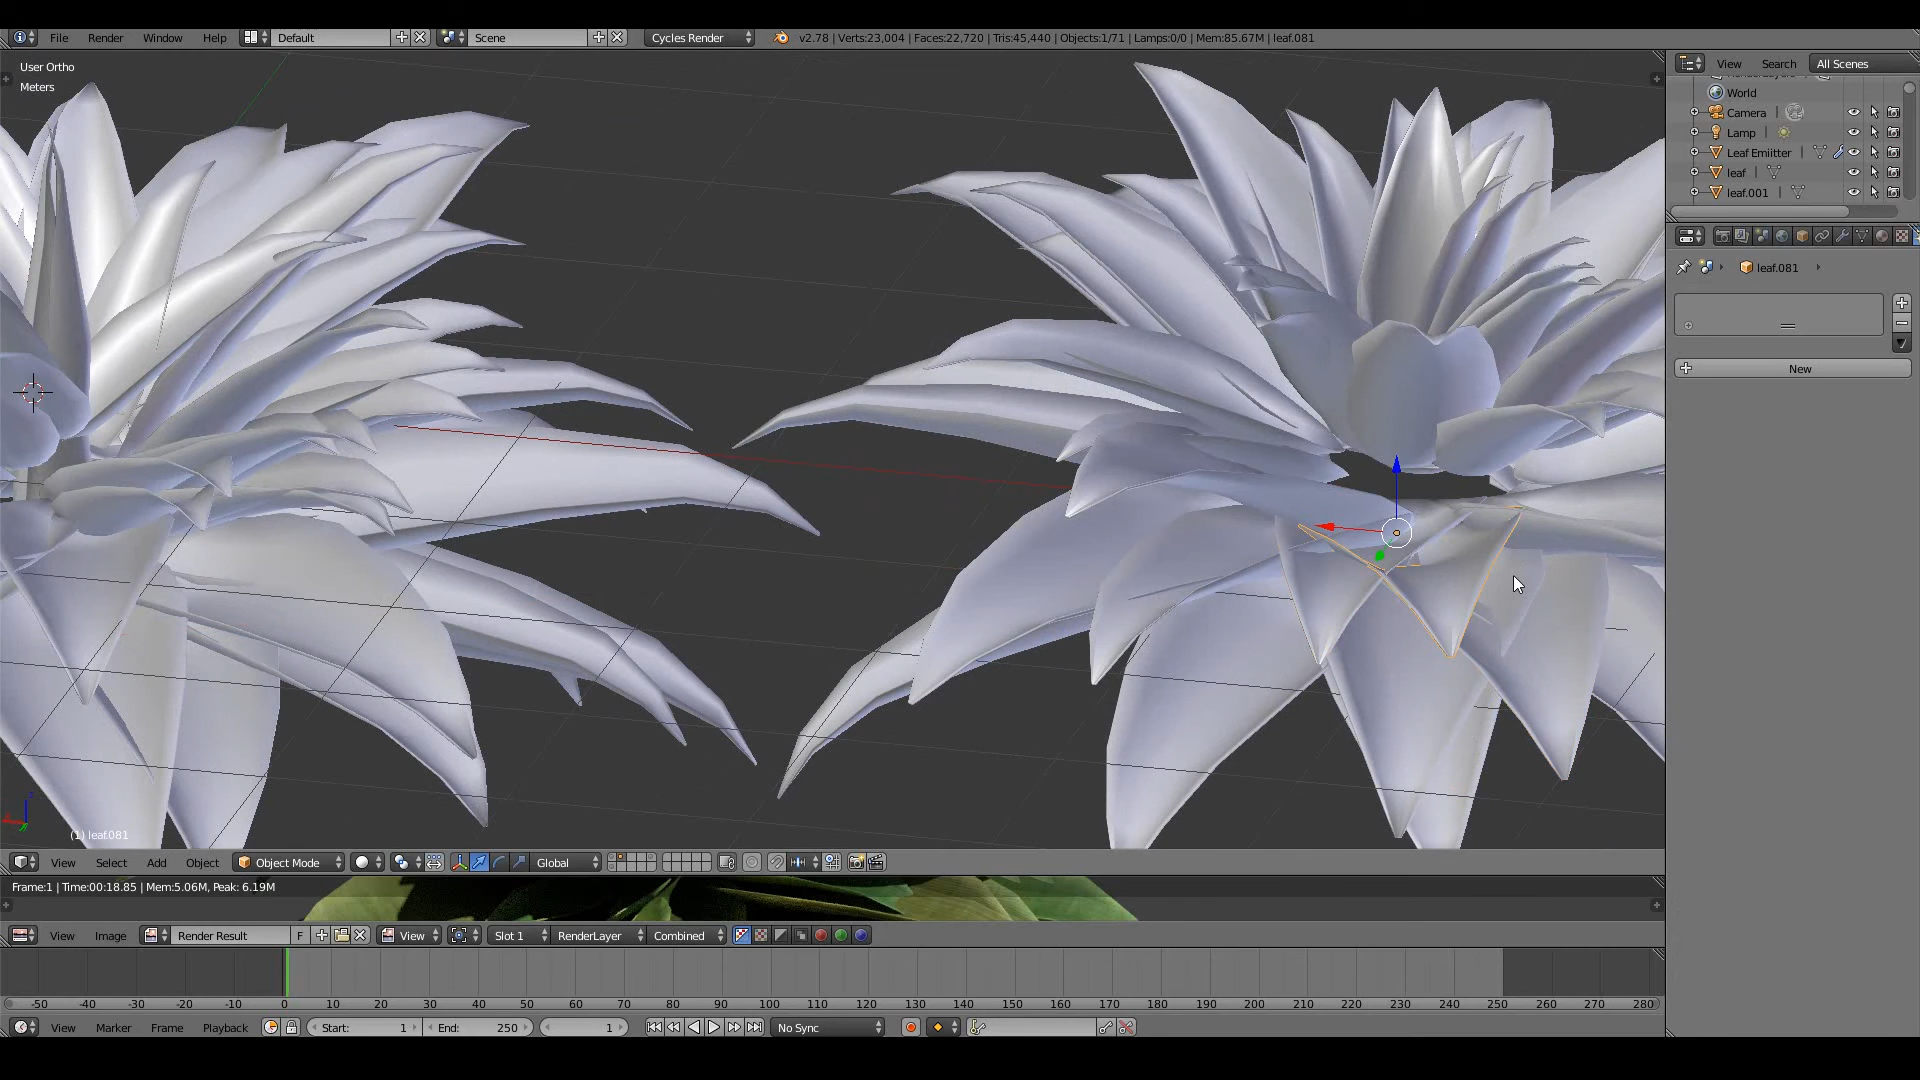 File Render Window Help Default Scene Cycles Render v2.78 | Verts:23,004 | Faces:22,720 | Tris:45,440 | Objects:1/71 | Lamps:0/0 | Mem:85.67M | leaf.081
User Ortho
Meters
(1) leaf.081
View Search All Scenes
World
Camera
Lamp
Leaf Emiitter
leaf
leaf.001
leaf.081
New
View Select Add Object Object Mode Global
Frame:1 | Time:00:18.85 | Mem:5.06M, Peak: 6.19M
View Image Render Result F View Slot 1 RenderLayer Combined
-50 -40 -30 -20 -10 0 10 20 30 40 50 60 70 80 90 100 110 120 130 140 150 160 170 180 190 200 210 220 230 240 250 260 270 280
View Marker Frame Playback Start: 1 End: 250 1 No Sync